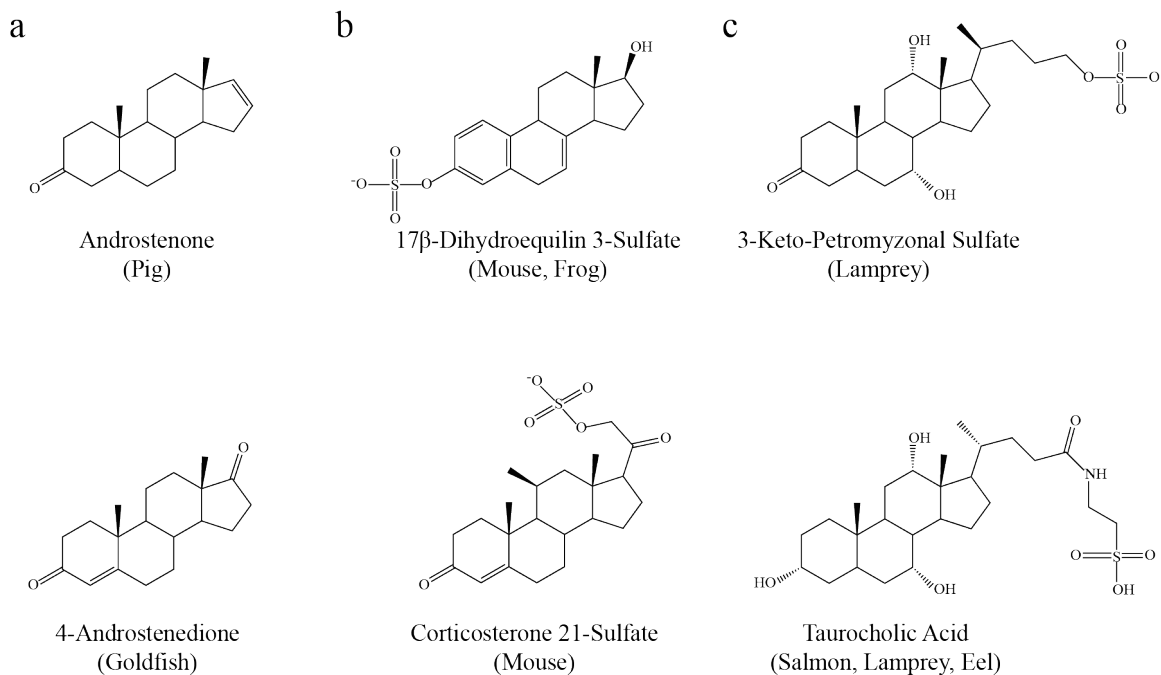 a
b
c
OH
O
O
S
O
⁻O
O
OH
O
OH
O
O
S
O
O
Androstenone
(Pig)
17β-Dihydroequilin 3-Sulfate
(Mouse, Frog)
3-Keto-Petromyzonal Sulfate
(Lamprey)
O
O
⁻O
O
S
O
O
O
O
OH
O
NH
HO
OH
O
S
O
OH
4-Androstenedione
(Goldfish)
Corticosterone 21-Sulfate
(Mouse)
Taurocholic Acid
(Salmon, Lamprey, Eel)